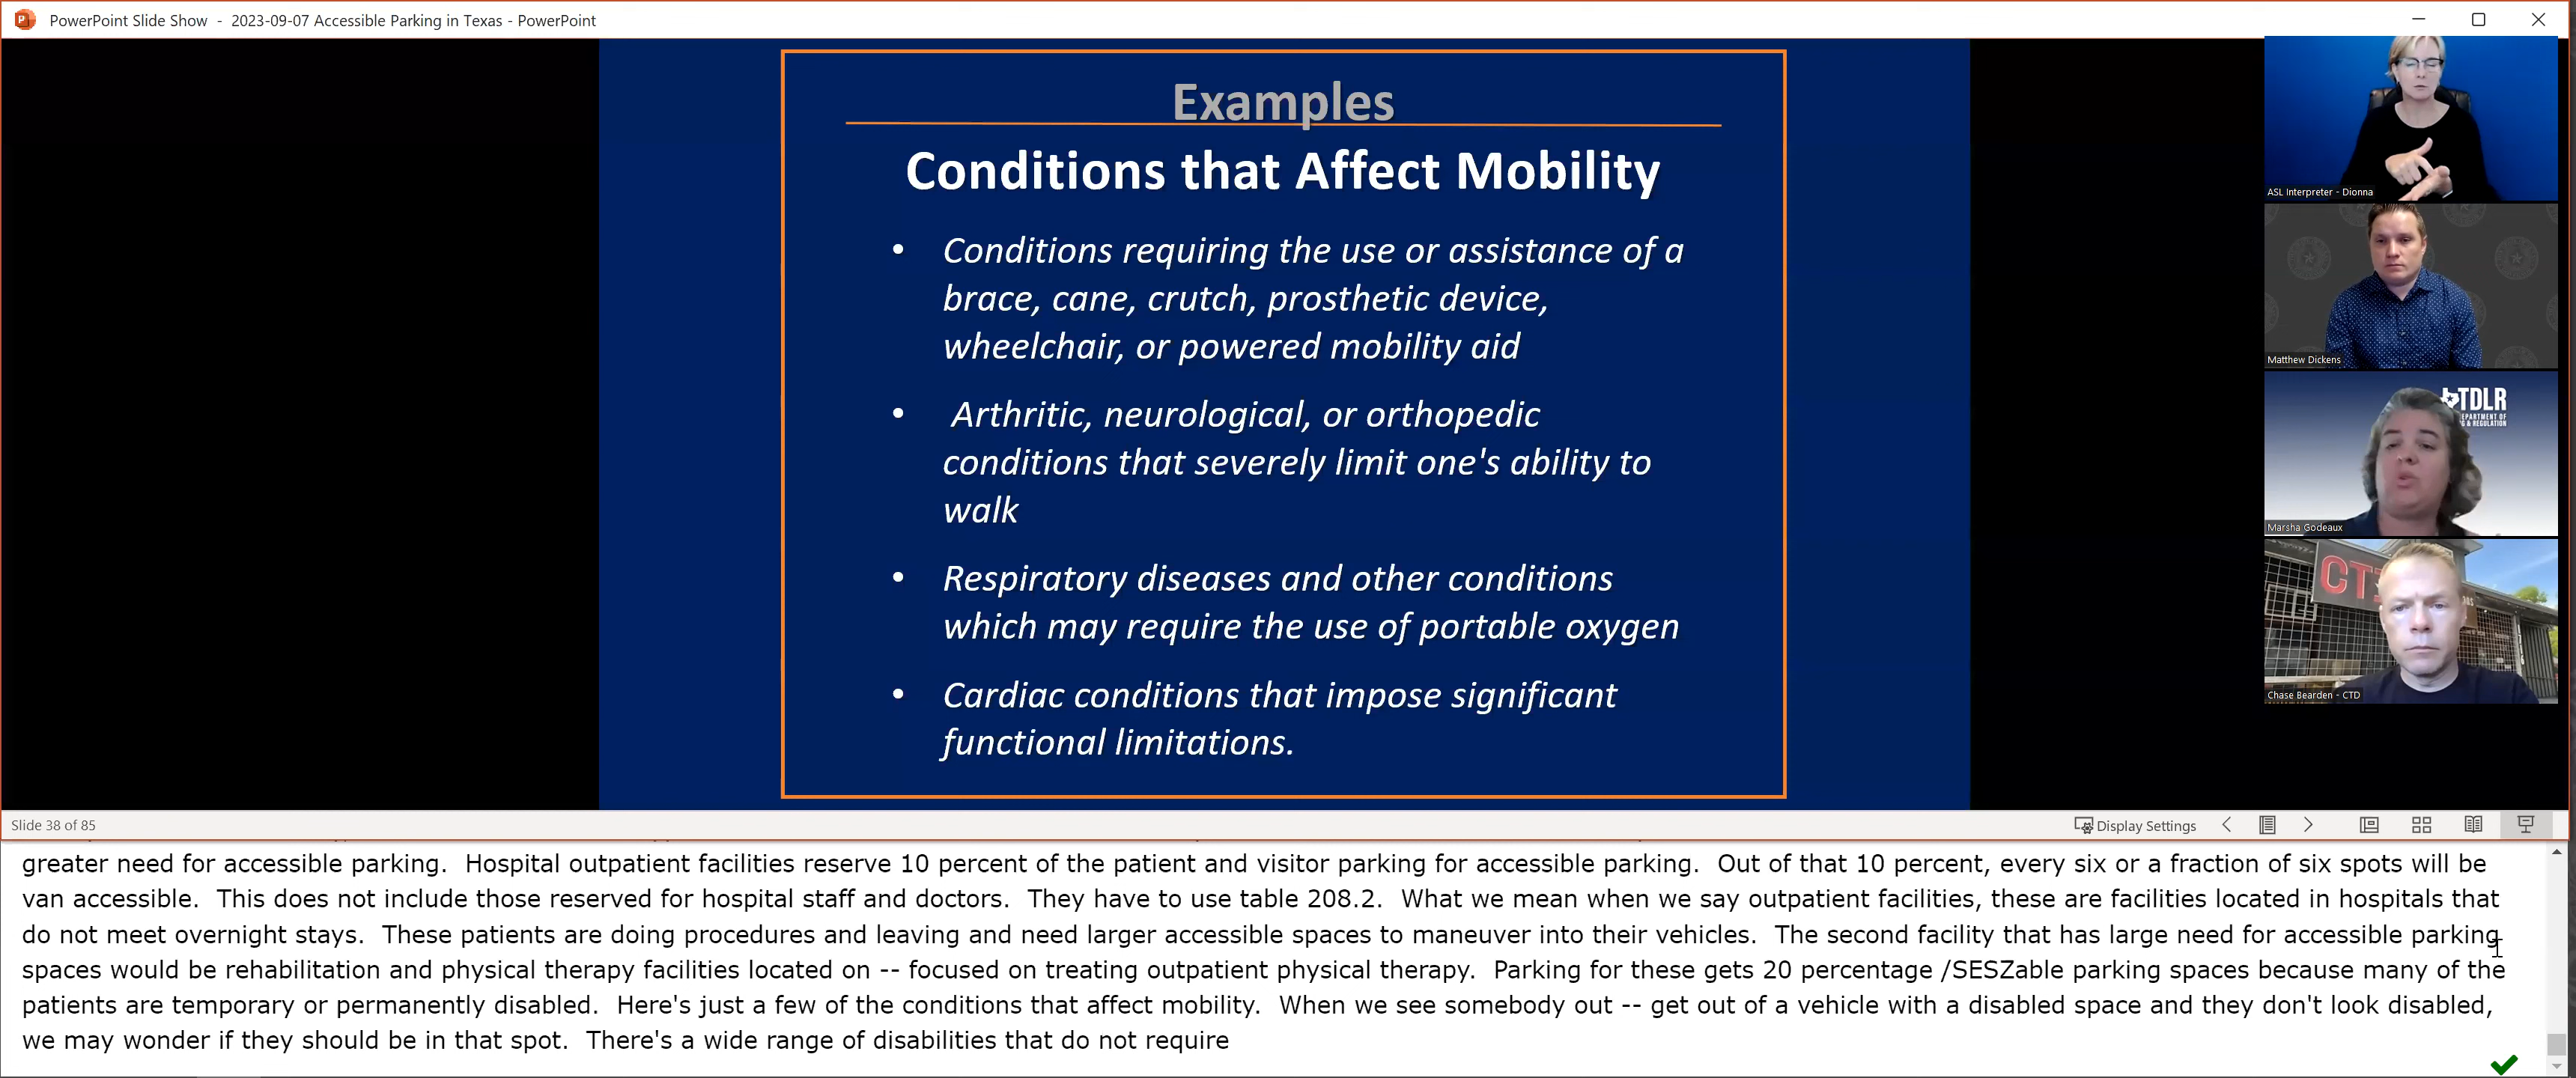 PowerPoint Slide Show - 2023-09-07 Accessible Parking in Texas - PowerPoint
Examples
Conditions that Affect Mobility
• Conditions requiring the use or assistance of a
brace, cane, crutch, prosthetic device,
wheelchair, or powered mobility aid
• Arthritic, neurological, or orthopedic
conditions that severely limit one's ability to
walk
• Respiratory diseases and other conditions
which may require the use of portable oxygen
• Cardiac conditions that impose significant
functional limitations.
ASL Interpreter - Dionna
Matthew Dickens
TDLR
EPARTMENT OF
& REGULATION
Marsha Godeaux
CT
Chase Bearden - CTD
Slide 38 of 85
Display Settings
greater need for accessible parking.  Hospital outpatient facilities reserve 10 percent of the patient and visitor parking for accessible parking.  Out of that 10 percent, every six or a fraction of six spots will be
van accessible.  This does not include those reserved for hospital staff and doctors.  They have to use table 208.2.  What we mean when we say outpatient facilities, these are facilities located in hospitals that
do not meet overnight stays.  These patients are doing procedures and leaving and need larger accessible spaces to maneuver into their vehicles.  The second facility that has large need for accessible parking
spaces would be rehabilitation and physical therapy facilities located on -- focused on treating outpatient physical therapy.  Parking for these gets 20 percentage /SESZable parking spaces because many of the
patients are temporary or permanently disabled.  Here's just a few of the conditions that affect mobility.  When we see somebody out -- get out of a vehicle with a disabled space and they don't look disabled,
we may wonder if they should be in that spot.  There's a wide range of disabilities that do not require